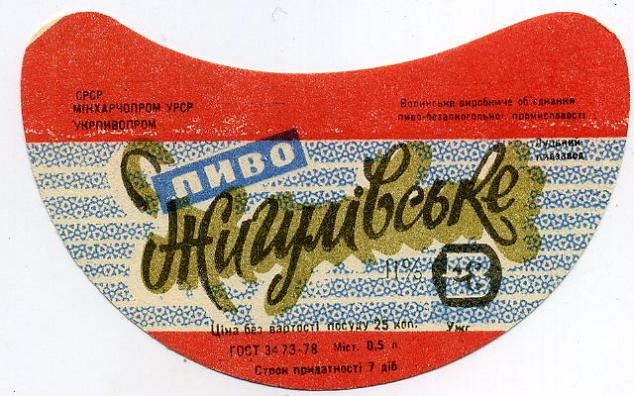 СРСР
МІНХАРЧОПРОМ УРСР
УКРПИВОПРОМ
Волинське виробниче об'єднання
пиво-безалкогольної промисловості
Луцький
пивзавод
ПИВО
Жигулівське
11%
Ціна без вартості посуду 25 коп.
Ужг
ГОСТ 3473-78 Міст. 0,5 л.
Строк придатності 7 діб